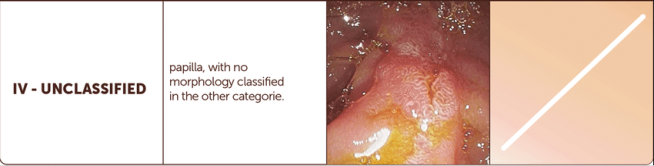 IV - UNCLASSIFIED
papilla, with no
morphology classified
in the other categorie.